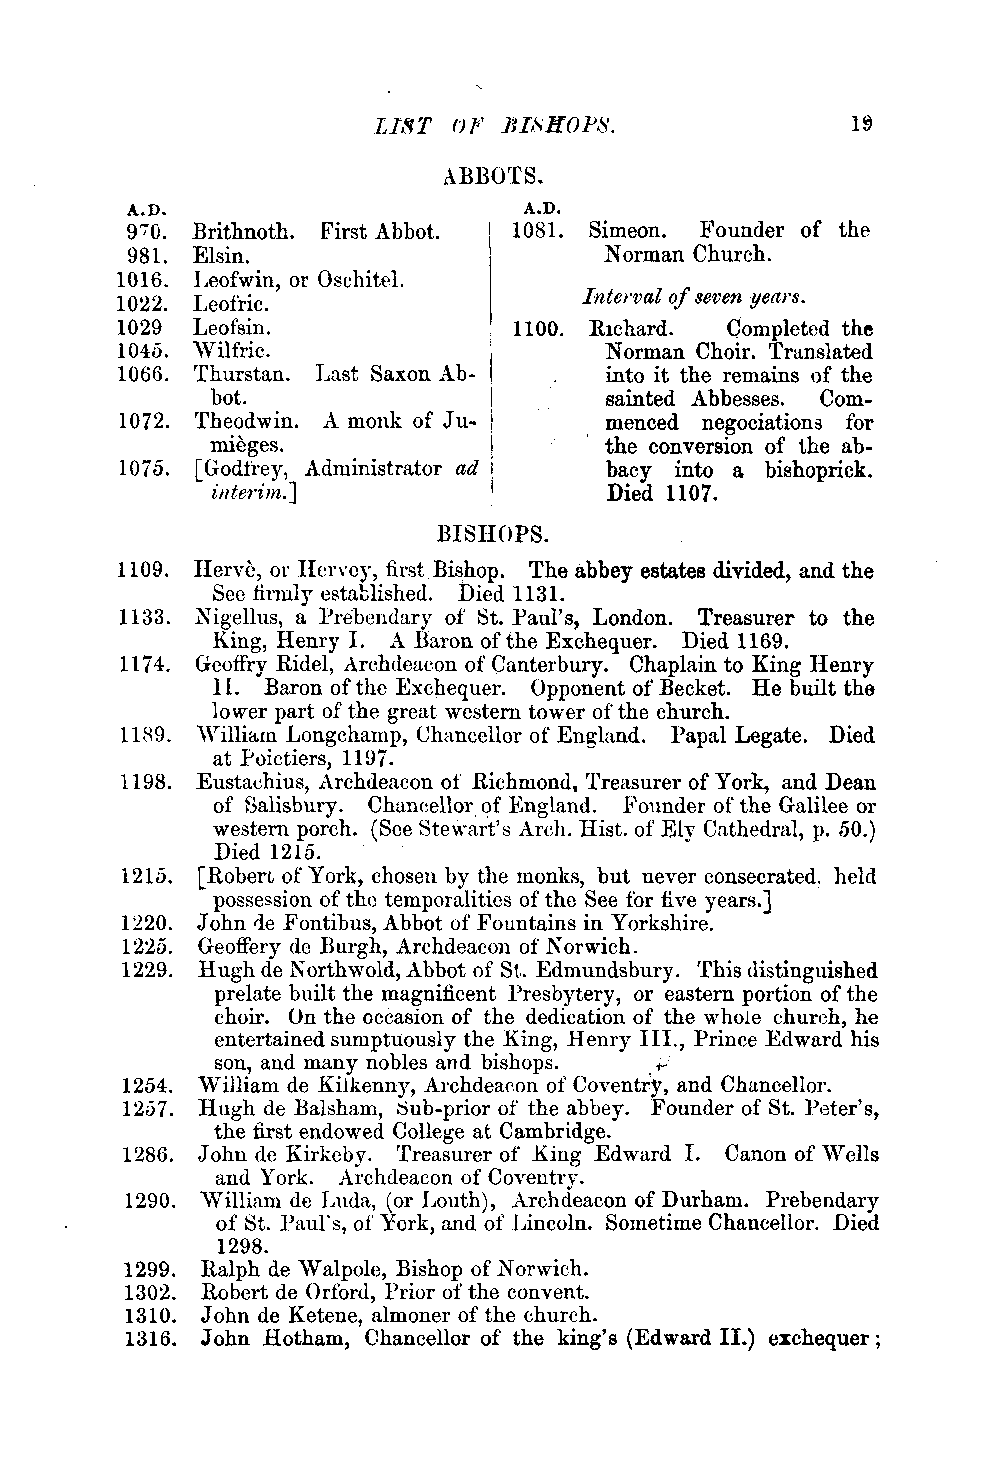 LIST OF BISHOPS. 19
ABBOTS.
A.D.
970. Brithnoth. First Abbot.
981. Elsin.
1016. Leofwin, or Oschitel.
1022. Leofric.
1029 Leofsin.
1045. Wilfric.
1066. Thurstan. Last Saxon Ab-
bot.
1072. Theodwin. A monk of Ju-
mièges.
1075. [Godfrey, Administrator ad
interim.]
A.D.
1081. Simeon. Founder of the
Norman Church.
Interval of seven years.
1100. Richard. Completed the
Norman Choir. Translated
into it the remains of the
sainted Abbesses. Com-
menced negociations for
the conversion of the ab-
bacy into a bishoprick.
Died 1107.
BISHOPS.
1109. Hervè, or Hervey, first Bishop. The abbey estates divided, and the
See firmly established. Died 1131.
1133. Nigellus, a Prebendary of St. Paul's, London. Treasurer to the
King, Henry I. A Baron of the Exchequer. Died 1169.
1174. Geoffry Ridel, Archdeacon of Canterbury. Chaplain to King Henry
II. Baron of the Exchequer. Opponent of Becket. He built the
lower part of the great western tower of the church.
1189. William Longchamp, Chancellor of England. Papal Legate. Died
at Poictiers, 1197.
1198. Eustachius, Archdeacon of Richmond, Treasurer of York, and Dean
of Salisbury. Chancellor of England. Founder of the Galilee or
western porch. (See Stewart's Arch. Hist. of Ely Cathedral, p. 50.)
Died 1215.
1215. [Robert of York, chosen by the monks, but never consecrated, held
possession of the temporalities of the See for five years.]
1220. John de Fontibus, Abbot of Fountains in Yorkshire.
1225. Geoffery de Burgh, Archdeacon of Norwich.
1229. Hugh de Northwold, Abbot of St. Edmundsbury. This distinguished
prelate built the magnificent Presbytery, or eastern portion of the
choir. On the occasion of the dedication of the whole church, he
entertained sumptuously the King, Henry III., Prince Edward his
son, and many nobles and bishops.
1254. William de Kilkenny, Archdeacon of Coventry, and Chancellor.
1257. Hugh de Balsham, Sub-prior of the abbey. Founder of St. Peter's,
the first endowed College at Cambridge.
1286. John de Kirkeby. Treasurer of King Edward I. Canon of Wells
and York. Archdeacon of Coventry.
1290. William de Luda, (or Louth), Archdeacon of Durham. Prebendary
of St. Paul's, of York, and of Lincoln. Sometime Chancellor. Died
1298.
1299. Ralph de Walpole, Bishop of Norwich.
1302. Robert de Orford, Prior of the convent.
1310. John de Ketene, almoner of the church.
1316. John Hotham, Chancellor of the king's (Edward II.) exchequer;